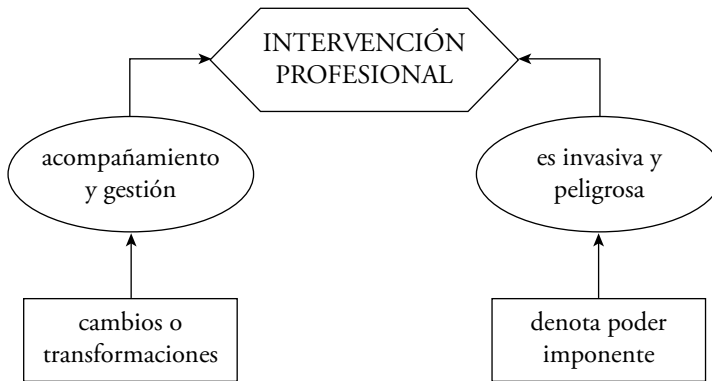 INTERVENCIÓN
PROFESIONAL
acompañamiento
y gestión
es invasiva y
peligrosa
cambios o
transformaciones
denota poder
imponente